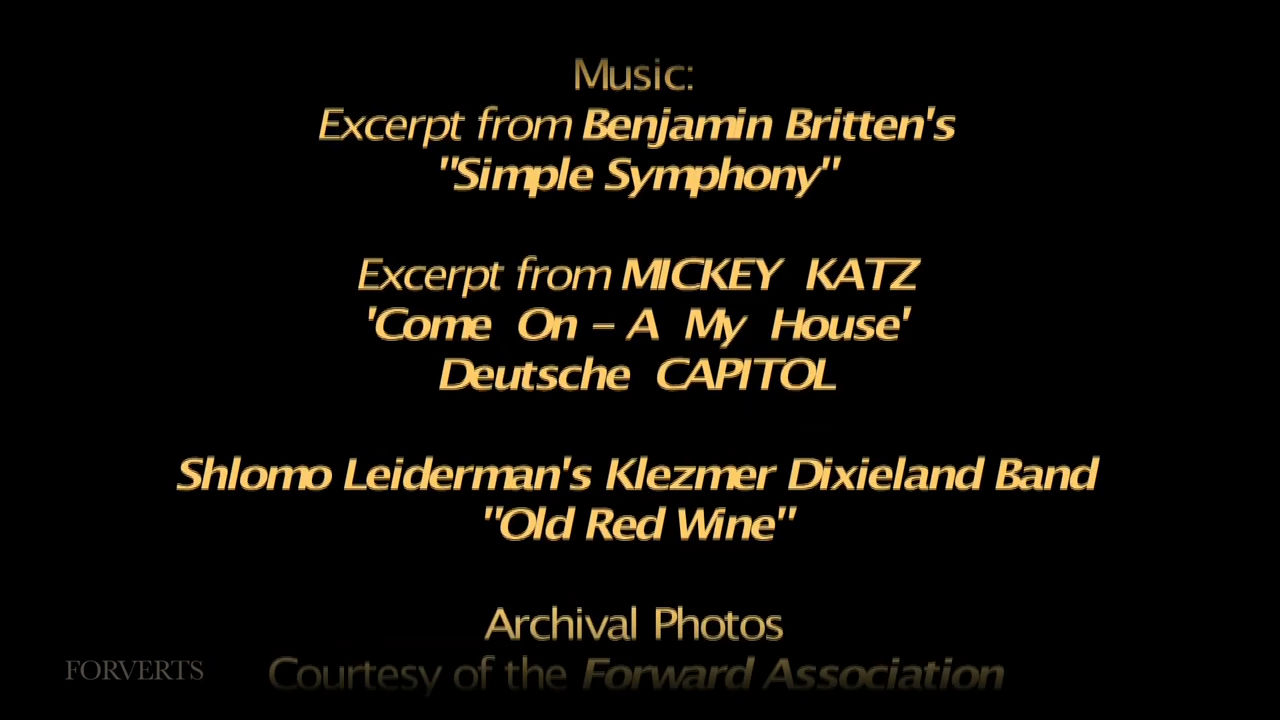 Music:
Excerpt from Benjamin Britten's
"Simple Symphony"
Excerpt from MICKEY KATZ
'Come On – A My House'
Deutsche CAPITOL
Shlomo Leiderman's Klezmer Dixieland Band
"Old Red Wine"
Archival Photos
Courtesy of the Forward Association
FORVERTS